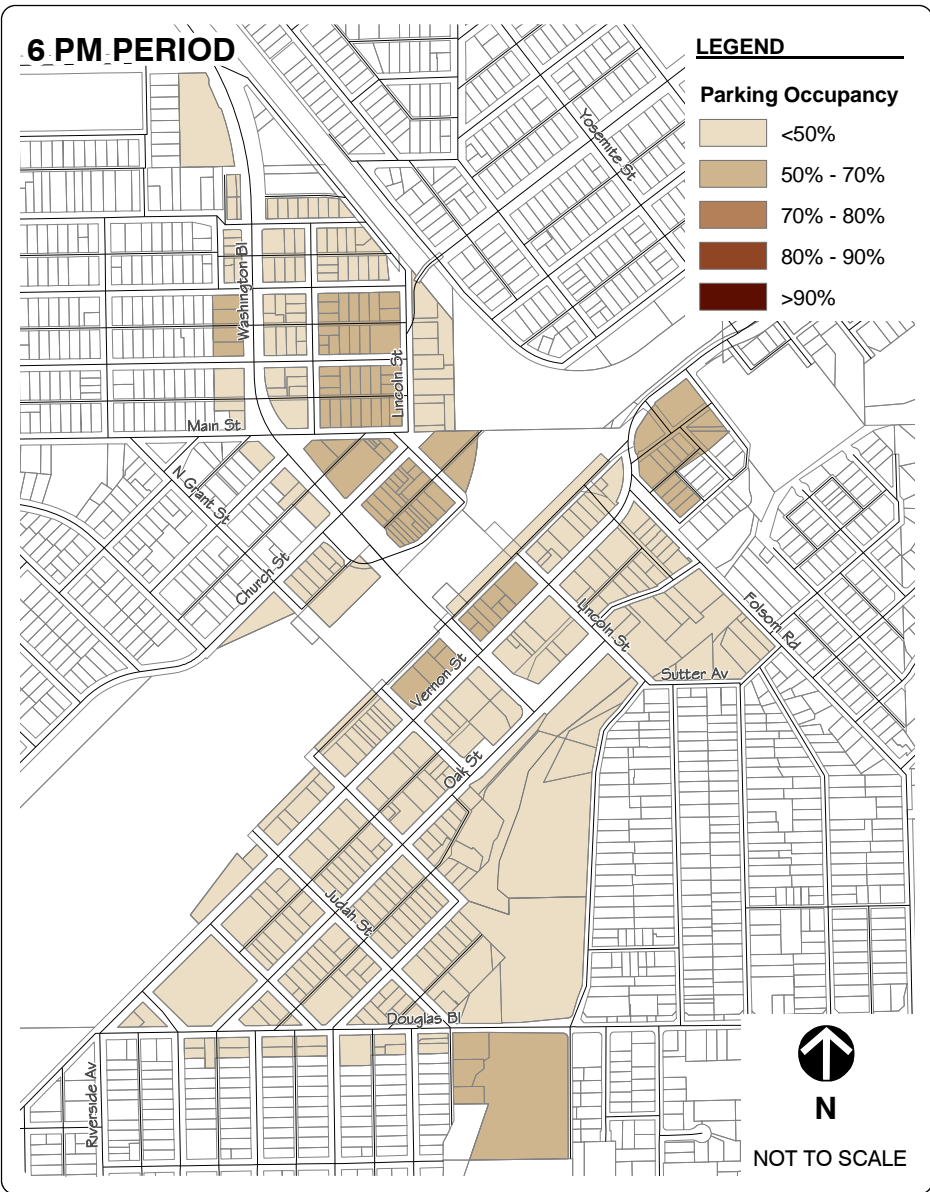 6 PM PERIOD
LEGEND
Parking Occupancy
<50%
50% - 70%
70% - 80%
80% - 90%
>90%
Yosemite St
Washington Bl
Lincoln St
Main St
N Grant St
Church St
Lincoln St
Folsom Rd
Vernon St
Sutter Av
Oak St
Judah St
Douglas Bl
Riverside Av
N
NOT TO SCALE